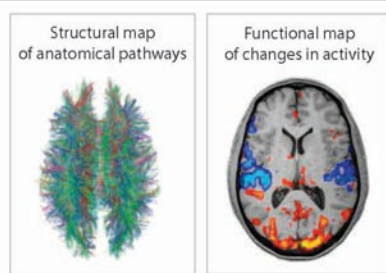 Structural map
of anatomical pathways
Functional map
of changes in activity